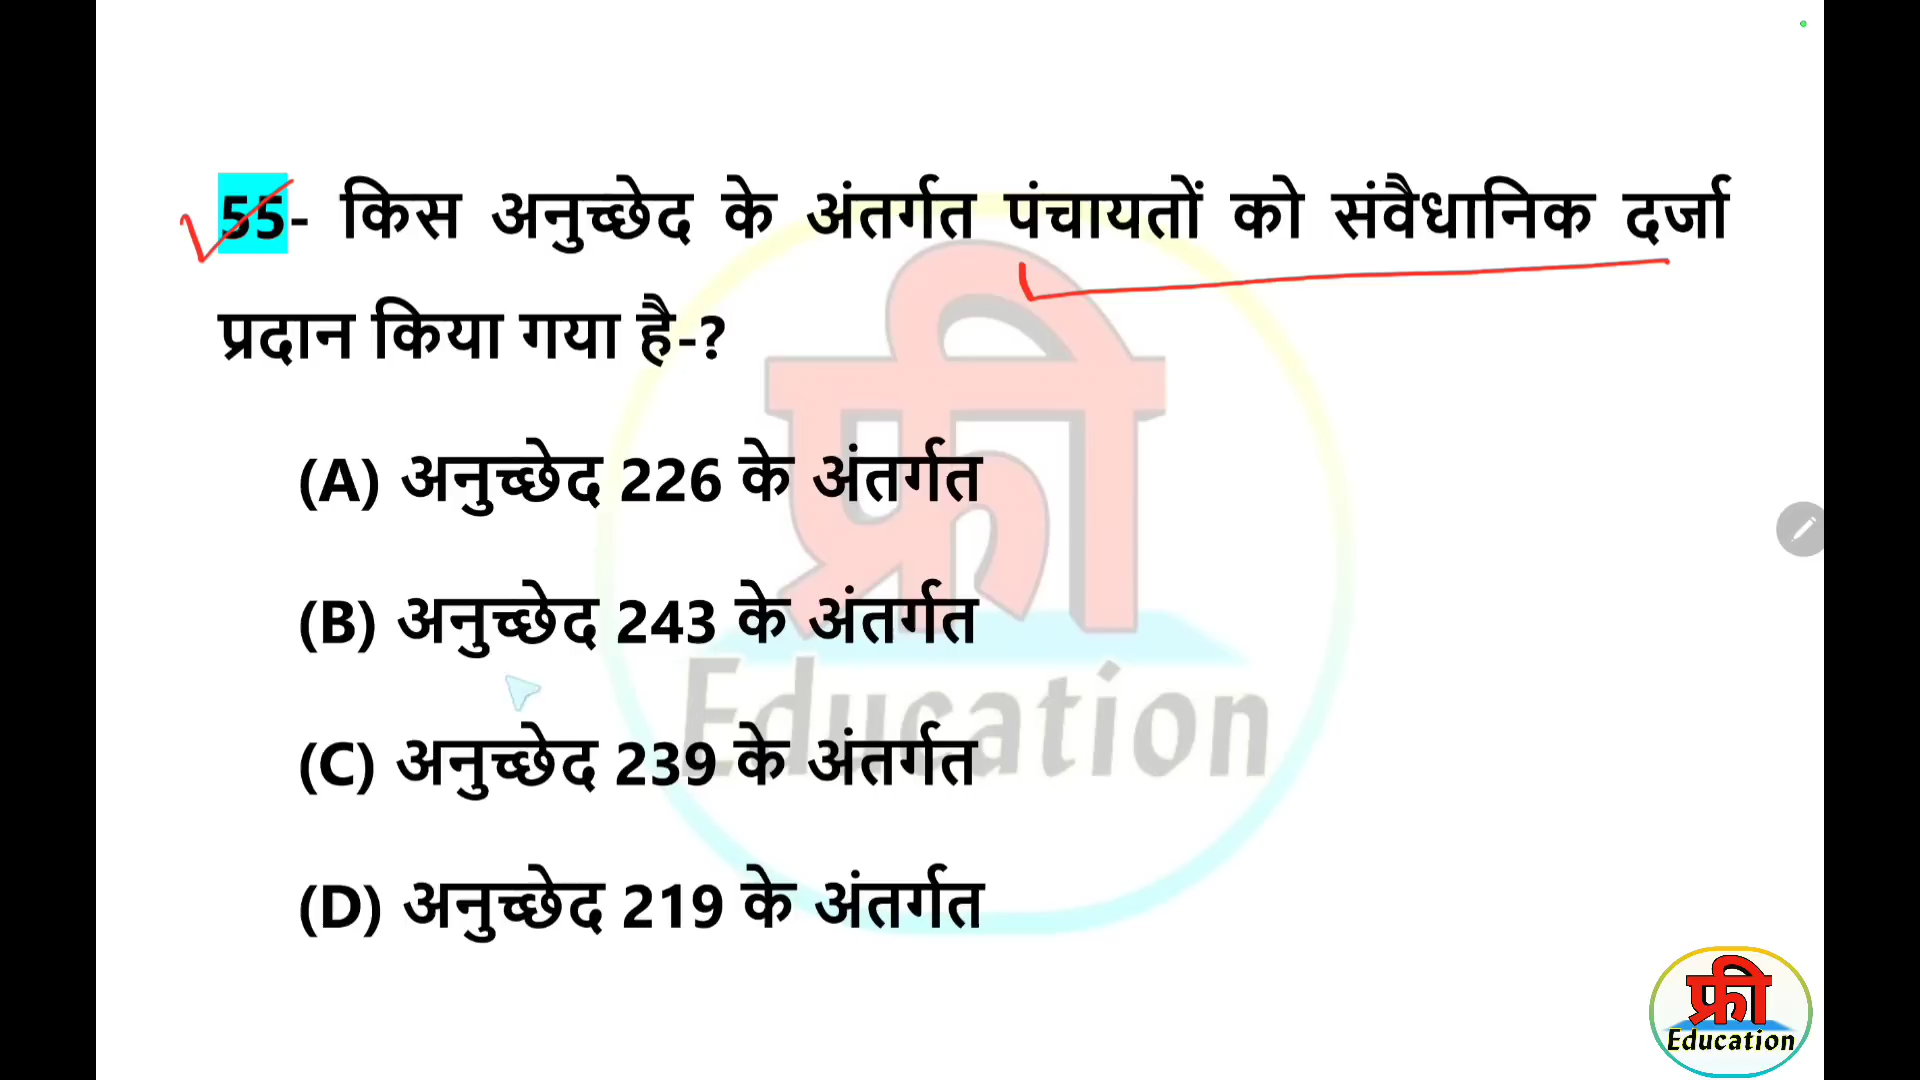 55- किस अनुच्छेद के अंतर्गत पंचायतों को संवैधानिक दर्जा
प्रदान किया गया है-?
(A) अनुच्छेद 226 के अंतर्गत
(B) अनुच्छेद 243 के अंतर्गत
(C) अनुच्छेद 239 के अंतर्गत
(D) अनुच्छेद 219 के अंतर्गत
फ्री
Education
फ्री
Education